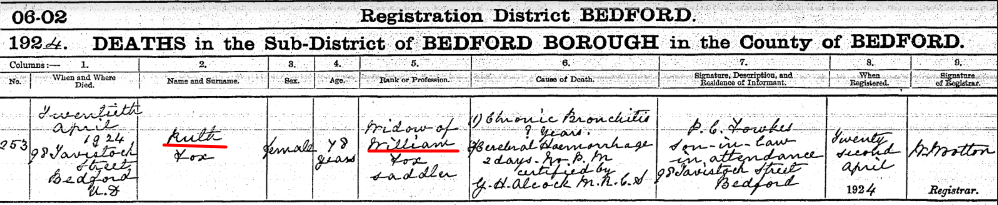 06-02
Registration District BEDFORD.
1924. DEATHS in the Sub-District of BEDFORD BOROUGH in the County of BEDFORD.
Columns:— 1. 2. 3. 4. 5. 6. 7. 8. 9.
No. When and Where Died. Name and Surname. Sex. Age. Rank or Profession. Cause of Death. Signature, Description, and Residence of Informant. When Registered. Signature of Registrar.
253
Twentieth
April
1924
98 Tavistock
Street
Bedford
U.D
Ruth
Fox
female
78
years
Widow of
William
Fox
Saddler
(1) Chronic Bronchitis
? years.
(2) Cerebral Haemorrhage
2 days. No P.M
Certified by
G. H. Alcock M.R.C.S
P. C. Fowkes
Son-in-law
in attendance
98 Tavistock Street
Bedford
Twenty
second
April
1924
W. Wootton
Registrar.